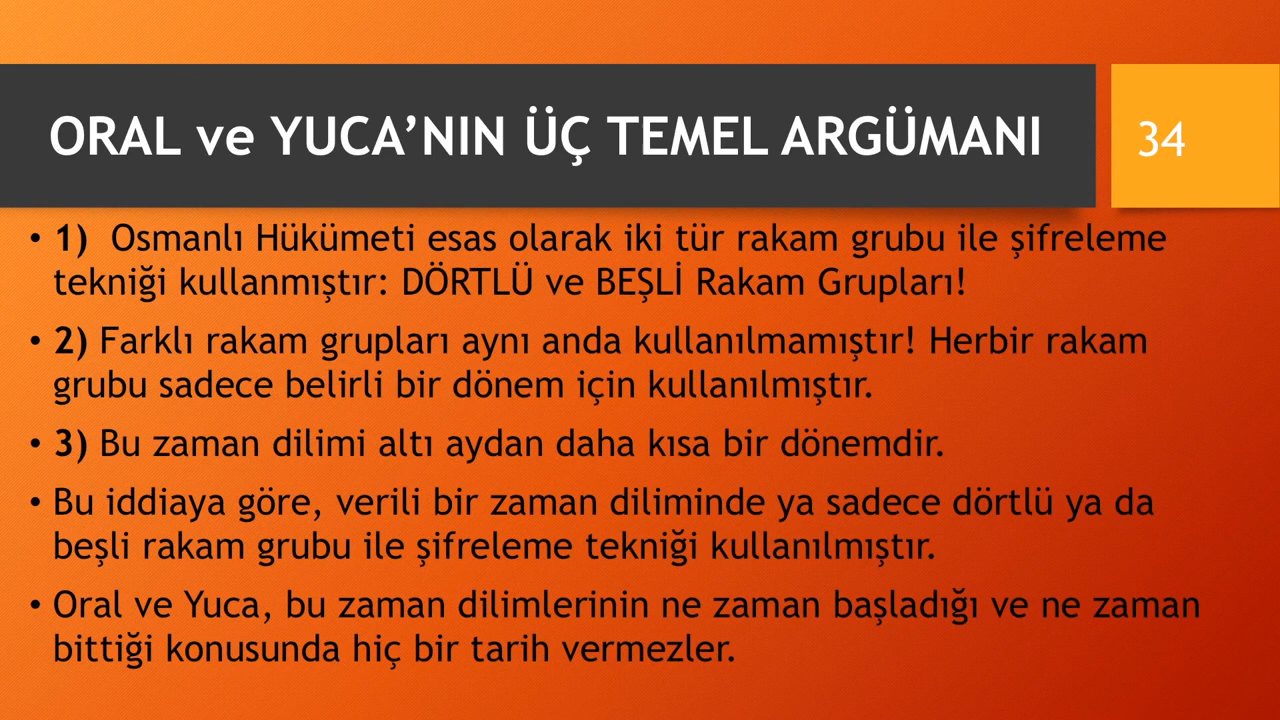 ORAL ve YUCA’NIN ÜÇ TEMEL ARGÜMANI
34
• 1) Osmanlı Hükümeti esas olarak iki tür rakam grubu ile şifreleme
tekniği kullanmıştır: DÖRTLÜ ve BEŞLİ Rakam Grupları!
• 2) Farklı rakam grupları aynı anda kullanılmamıştır! Herbir rakam
grubu sadece belirli bir dönem için kullanılmıştır.
• 3) Bu zaman dilimi altı aydan daha kısa bir dönemdir.
• Bu iddiaya göre, verili bir zaman diliminde ya sadece dörtlü ya da
beşli rakam grubu ile şifreleme tekniği kullanılmıştır.
• Oral ve Yuca, bu zaman dilimlerinin ne zaman başladığı ve ne zaman
bittiği konusunda hiç bir tarih vermezler.